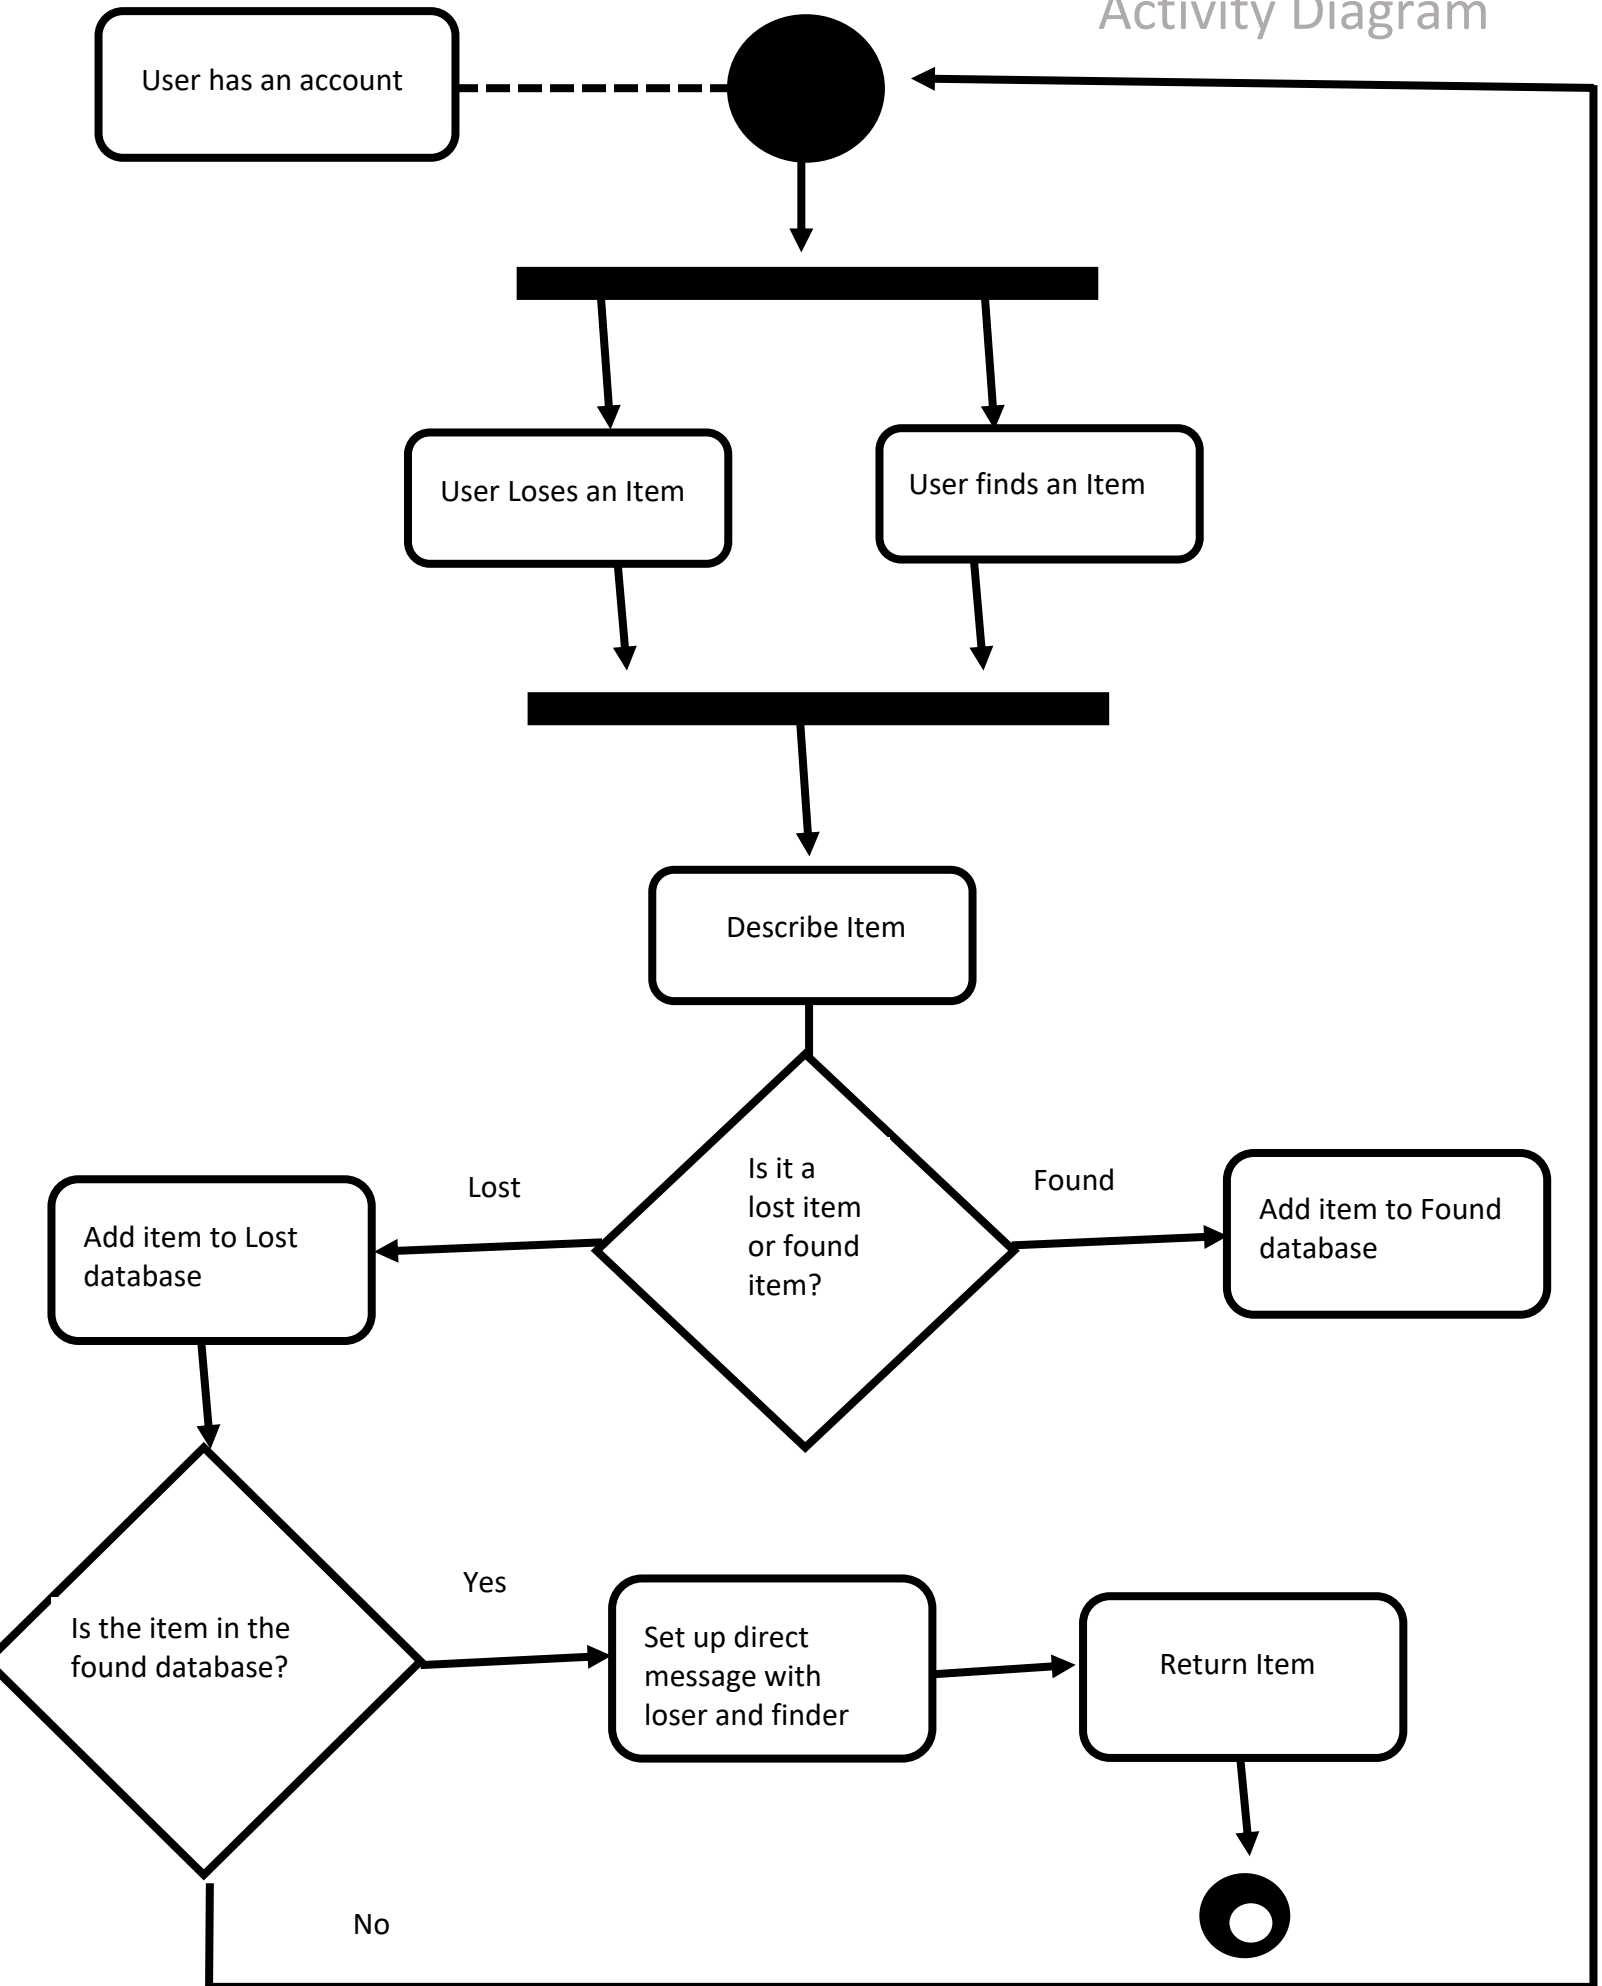 Activity Diagram
User has an account
User Loses an Item
User finds an Item
Describe Item
Is it a
lost item
or found
item?
Lost
Found
Add item to Lost
database
Add item to Found
database
Is the item in the
found database?
Yes
Set up direct
message with
loser and finder
Return Item
No